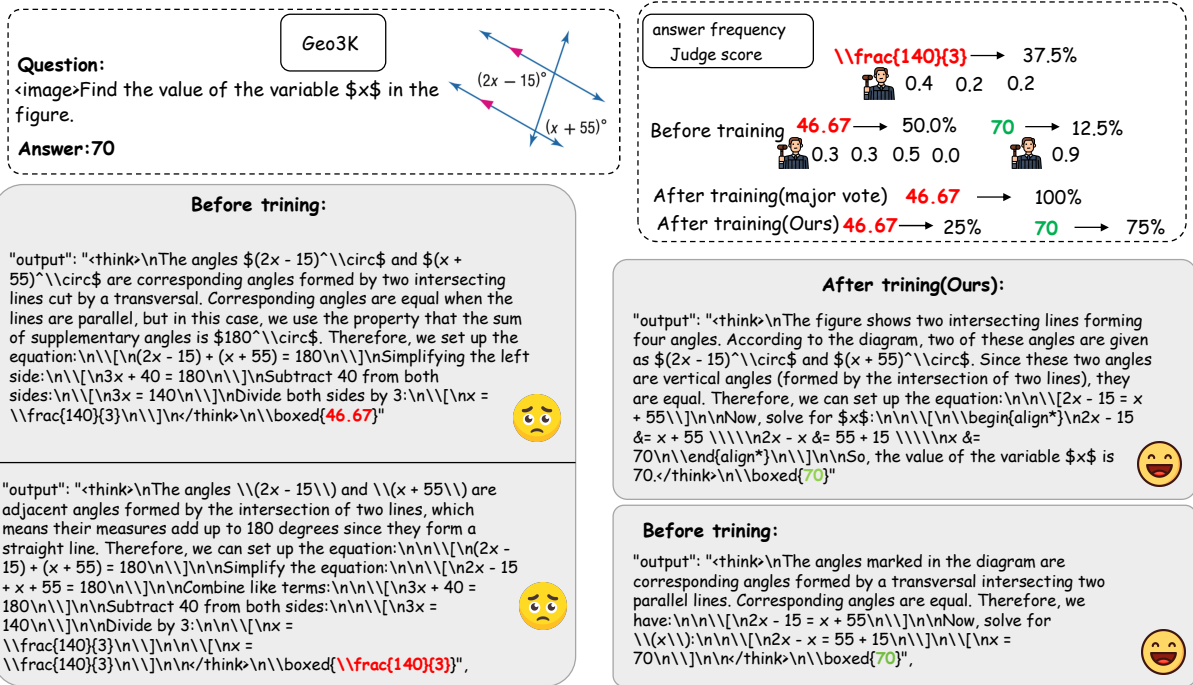 Geo3K
Question:
<image>Find the value of the variable $x$ in the
figure.
Answer:70
(2x − 15)°
(x + 55)°
answer frequency
Judge score
\\frac{140}{3} → 37.5%
0.4 0.2 0.2
Before training 46.67 → 50.0% 70 → 12.5%
0.3 0.3 0.5 0.0 0.9
After training(major vote) 46.67 → 100%
After training(Ours) 46.67 → 25% 70 → 75%
Before trining:
"output": "<think>\nThe angles $(2x - 15)^\\circ$ and $(x +
55)^\\circ$ are corresponding angles formed by two intersecting
lines cut by a transversal. Corresponding angles are equal when the
lines are parallel, but in this case, we use the property that the sum
of supplementary angles is $180^\\circ$. Therefore, we set up the
equation:\n\\[\n(2x - 15) + (x + 55) = 180\n\\]\nSimplifying the left
side:\n\\[\n3x + 40 = 180\n\\]\nSubtract 40 from both
sides:\n\\[\n3x = 140\n\\]\nDivide both sides by 3:\n\\[\nx =
\\frac{140}{3}\n\\]\n</think>\n\\boxed{46.67}"
"output": "<think>\nThe angles \\(2x - 15\\) and \\(x + 55\\) are
adjacent angles formed by the intersection of two lines, which
means their measures add up to 180 degrees since they form a
straight line. Therefore, we can set up the equation:\n\n\\[\n(2x -
15) + (x + 55) = 180\n\\]\n\nSimplify the equation:\n\n\\[\n2x - 15
+ x + 55 = 180\n\\]\n\nCombine like terms:\n\n\\[\n3x + 40 =
180\n\\]\n\nSubtract 40 from both sides:\n\n\\[\n3x =
140\n\\]\n\nDivide by 3:\n\n\\[\nx =
\\frac{140}{3}\n\\]\n\n\\[\nx =
\\frac{140}{3}\n\\]\n\n</think>\n\\boxed{\\frac{140}{3}}",
After trining(Ours):
"output": "<think>\nThe figure shows two intersecting lines forming
four angles. According to the diagram, two of these angles are given
as $(2x - 15)^\\circ$ and $(x + 55)^\\circ$. Since these two angles
are vertical angles (formed by the intersection of two lines), they
are equal. Therefore, we can set up the equation:\n\n\\[2x - 15 = x
+ 55\\]\n\nNow, solve for $x$:\n\n\\[\n\\begin{align*}\n2x - 15
&= x + 55 \\\\\n2x - x &= 55 + 15 \\\\\nx &=
70\n\\end{align*}\n\\]\n\nSo, the value of the variable $x$ is
70.</think>\n\\boxed{70}"
Before trining:
"output": "<think>\nThe angles marked in the diagram are
corresponding angles formed by a transversal intersecting two
parallel lines. Corresponding angles are equal. Therefore, we
have:\n\n\\[\n2x - 15 = x + 55\n\\]\n\nNow, solve for
\\(x\\):\n\n\\[\n2x - x = 55 + 15\n\\]\n\\[\nx =
70\n\\]\n\n</think>\n\\boxed{70}",